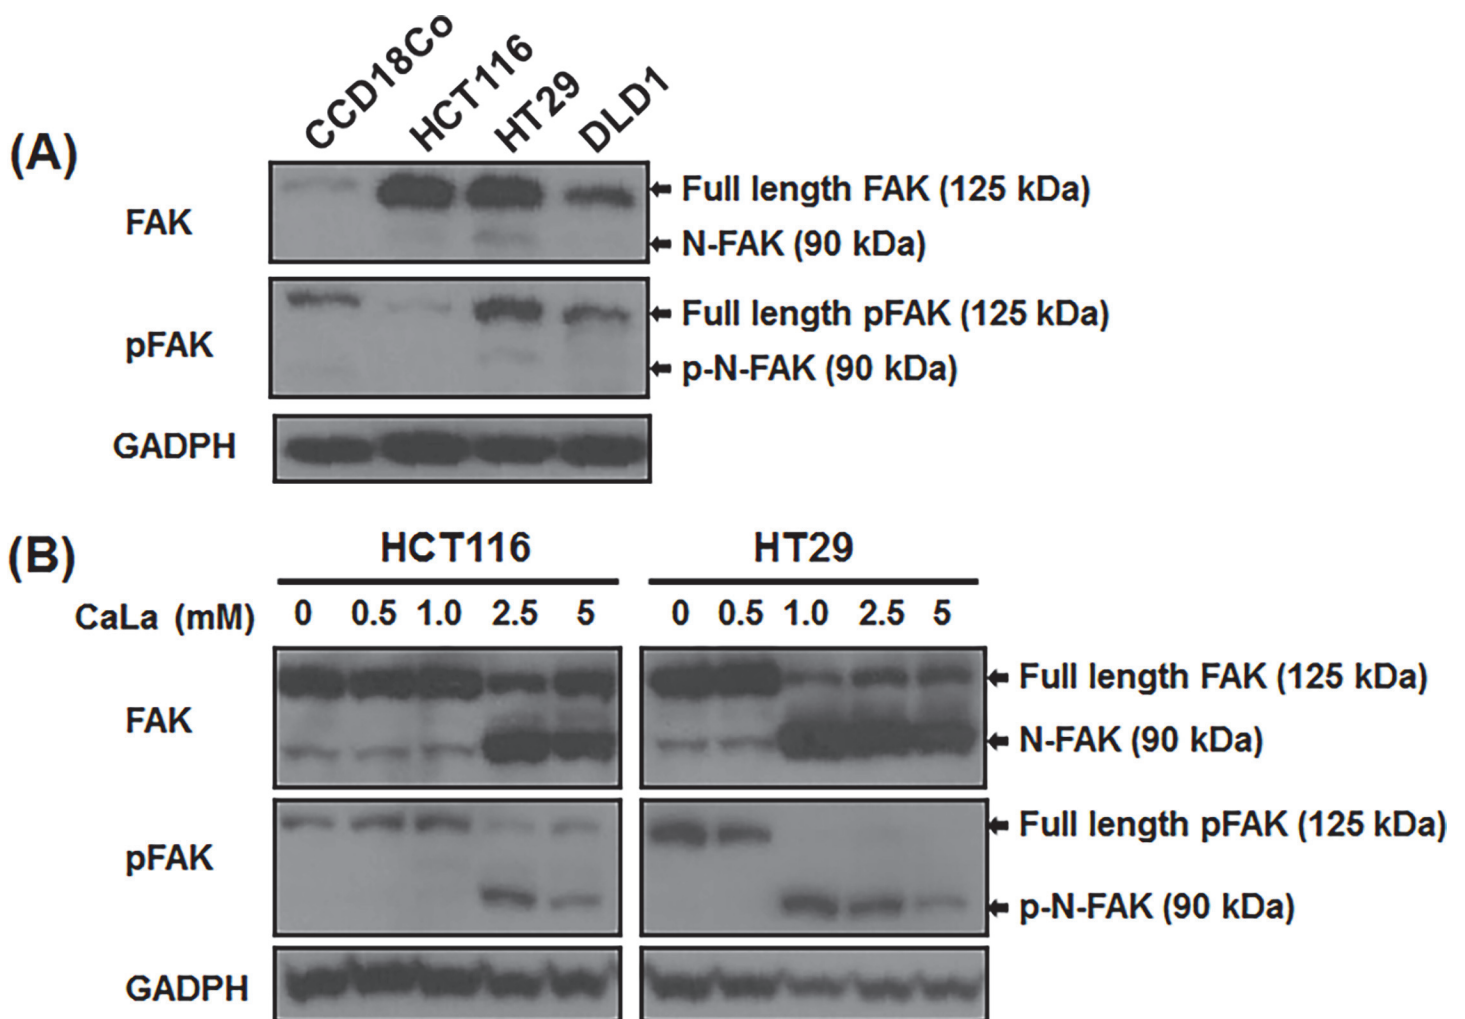 (A)
CCD18Co HCT116 HT29 DLD1
FAK
Full length FAK (125 kDa)
N-FAK (90 kDa)
pFAK
Full length pFAK (125 kDa)
p-N-FAK (90 kDa)
GADPH
(B)
HCT116 HT29
CaLa (mM) 0 0.5 1.0 2.5 5 0 0.5 1.0 2.5 5
FAK
Full length FAK (125 kDa)
N-FAK (90 kDa)
pFAK
Full length pFAK (125 kDa)
p-N-FAK (90 kDa)
GADPH